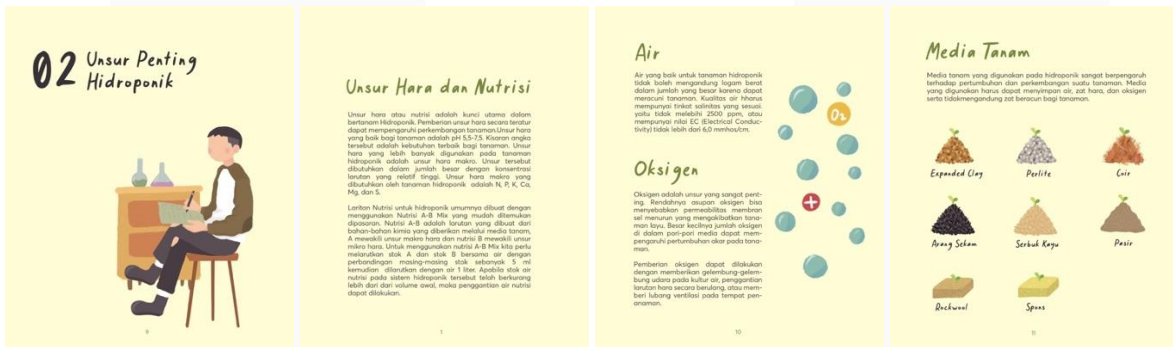 02 Unsur Penting
Hidroponik
9
Unsur Hara dan Nutrisi
Unsur hara atau nutrisi adalah kunci utama dalam
bertanam Hidroponik. Pemberian unsur hara secara teratur
dapat mempengaruhi perkembangan tanaman.Unsur hara
yang baik bagi tanaman adalah pH 5,5-7,5. Kisaran angka
tersebut adalah kebutuhan terbaik bagi tanaman. Unsur
hara yang lebih banyak digunakan pada tanaman
hidroponik adalah unsur hara makro. Unsur tersebut
dibutuhkan dalam jumlah besar dengan konsentrasi
larutan yang relatif tinggi. Unsur hara makro yang
dibutuhkan oleh tanaman hidroponik adalah N, P, K, Ca,
Mg, dan S.
Laritan Nutrisi untuk hidroponik umumnya dibuat dengan
menggunakan Nutrisi A-B Mix yang mudah ditemukan
dipasaran. Nutrisi A-B adalah larutan yang dibuat dari
bahan-bahan kimia yang diberikan melalui media tanam,
A mewakili unsur makro hara dan nutrisi B mewakili unsur
mikro hara. Untuk menggunakan nutrisi A-B Mix kita perlu
melarutkan stok A dan stok B bersama air dengan
perbandingan masing-masing stok sebanyak 5 ml
kemudian dilarutkan dengan air 1 liter. Apabila stok air
nutrisi pada sistem hidroponik tersebut telah berkurang
lebih dari dari volume awal, maka penggantian air nutrisi
dapat dilakukan.
1
Air
Air yang baik untuk tanaman hidroponik
tidak boleh mengandung logam berat
dalam jumlah yang besar karena dapat
meracuni tanaman. Kualitas air hharus
mempunyai tinkat salinitas yang sesuai.
yaitu tidak melebihi 2500 ppm, atau
mempunyai nilai EC (Electrical Conduc-
tivity) tidak lebih dari 6,0 mmhos/cm.
O2
Oksigen
Oksigen adalah unsur yang sangat pent-
ing. Rendahnya asupan oksigen bisa
menyebabkan permeabilitas membran
sel menurun yang mengakibatkan tana-
man layu. Besar kecilnya jumlah oksigen
di dalam pori-pori media dapat mem-
pengaruhi pertumbuhan akar pada tana-
man.
Pemberian oksigen dapat dilakukan
dengan memberikan gelembung-gelem-
bung udara pada kultur air, penggantian
larutan hara secara berulang, atau mem-
beri lubang ventilasi pada tempat pen-
anaman.
10
Media Tanam
Media tanam yang digunakan pada hidroponik sangat berpengaruh
terhadap pertumbuhan dan perkembangan suatu tanaman. Media
yang digunakan harus dapat menyimpan air, zat hara, dan oksigen
serta tidakmengandung zat beracun bagi tanaman.
Expanded Clay
Perlite
Coir
Arang Sekam
Serbuk Kayu
Pasir
Rockwool
Spons
11